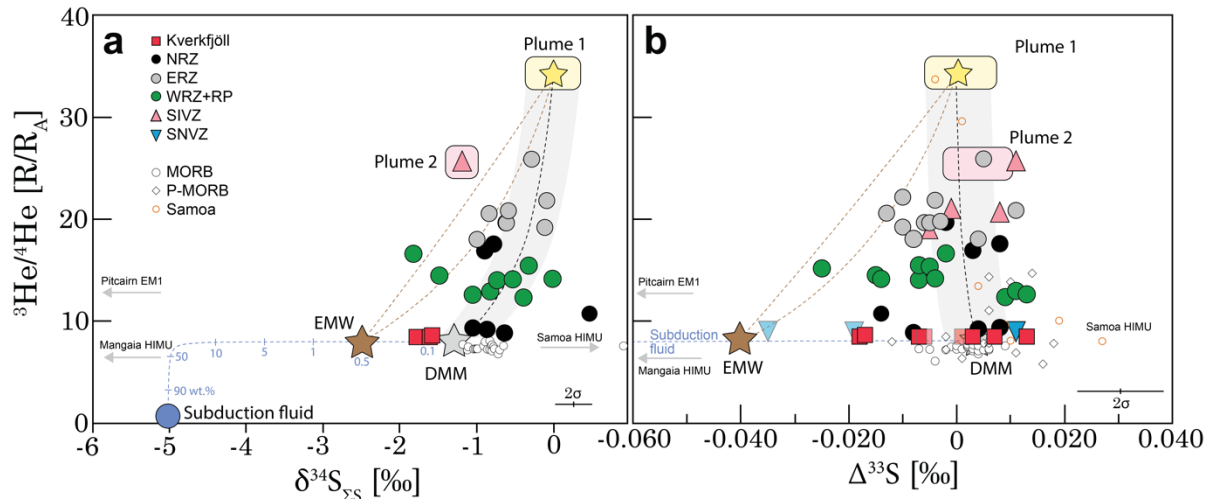 a
b
Kverkfjöll
NRZ
ERZ
WRZ+RP
SIVZ
SNVZ
MORB
P-MORB
Samoa
Plume 1
Plume 2
Pitcairn EM1
Mangaia HIMU
EMW
DMM
Samoa HIMU
50
10
5
1
0.5
0.1
90 wt.%
Subduction fluid
2σ
Plume 1
Plume 2
Pitcairn EM1
Subduction
fluid
Mangaia HIMU
EMW
DMM
Samoa HIMU
2σ
³He/⁴He [R/R_A]
40
30
20
10
0
-6 -5 -4 -3 -2 -1 0
-0.060 -0.040 -0.020 0 0.020 0.040
δ³⁴S_ΣS [‰]
Δ³³S [‰]